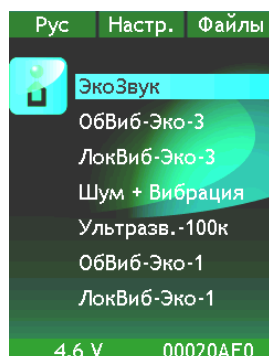 Рус Настр. Файлы
ЭкоЗвук
ОбВиб-Эко-3
ЛокВиб-Эко-3
Шум + Вибрация
Ультразв.-100к
ОбВиб-Эко-1
ЛокВиб-Эко-1
4.6 V 00020AE0